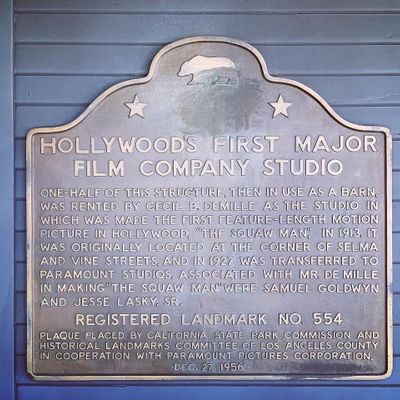 HOLLYWOOD'S FIRST MAJOR
FILM COMPANY STUDIO
ONE-HALF OF THIS STRUCTURE, THEN IN USE AS A BARN,
WAS RENTED BY CECIL B. DEMILLE AS THE STUDIO IN
WHICH WAS MADE THE FIRST FEATURE-LENGTH MOTION
PICTURE IN HOLLYWOOD, "THE SQUAW MAN," IN 1913. IT
WAS ORIGINALLY LOCATED AT THE CORNER OF SELMA
AND VINE STREETS, AND IN 1927 WAS TRANSFERRED TO
PARAMOUNT STUDIOS. ASSOCIATED WITH MR. DE MILLE
IN MAKING "THE SQUAW MAN" WERE SAMUEL GOLDWYN
AND JESSE LASKY, SR.
REGISTERED LANDMARK NO. 554
PLAQUE PLACED BY CALIFORNIA STATE PARK COMMISSION AND
HISTORICAL LANDMARKS COMMITTEE OF LOS ANGELES COUNTY
IN COOPERATION WITH PARAMOUNT PICTURES CORPORATION,
DEC. 27, 1956